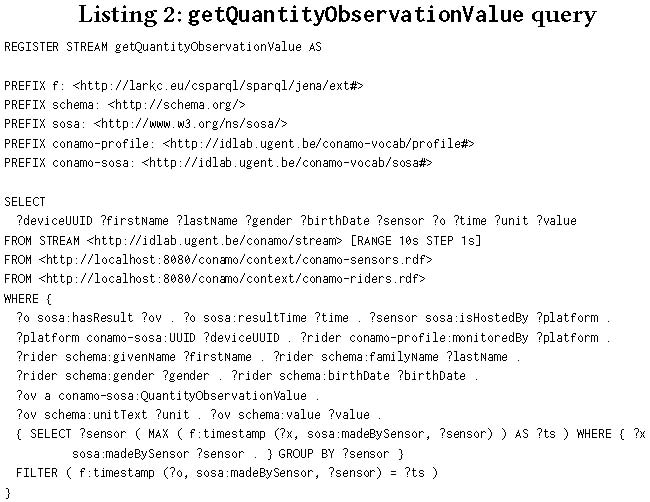 Listing 2: getQuantityObservationValue query
REGISTER STREAM getQuantityObservationValue AS
PREFIX f: <http://larkc.eu/csparql/sparql/jena/ext#>
PREFIX schema: <http://schema.org/>
PREFIX sosa: <http://www.w3.org/ns/sosa/>
PREFIX conamo-profile: <http://idlab.ugent.be/conamo-vocab/profile#>
PREFIX conamo-sosa: <http://idlab.ugent.be/conamo-vocab/sosa#>
SELECT
?deviceUUID ?firstName ?lastName ?gender ?birthDate ?sensor ?o ?time ?unit ?value
FROM STREAM <http://idlab.ugent.be/conamo/stream> [RANGE 10s STEP 1s]
FROM <http://localhost:8080/conamo/context/conamo-sensors.rdf>
FROM <http://localhost:8080/conamo/context/conamo-riders.rdf>
WHERE {
?o sosa:hasResult ?ov . ?o sosa:resultTime ?time . ?sensor sosa:isHostedBy ?platform .
?platform conamo-sosa:UUID ?deviceUUID . ?rider conamo-profile:monitoredBy ?platform .
?rider schema:givenName ?firstName . ?rider schema:familyName ?lastName .
?rider schema:gender ?gender . ?rider schema:birthDate ?birthDate .
?ov a conamo-sosa:QuantityObservationValue .
?ov schema:unitText ?unit . ?ov schema:value ?value .
{ SELECT ?sensor ( MAX ( f:timestamp (?x, sosa:madeBySensor, ?sensor) ) AS ?ts ) WHERE { ?x
sosa:madeBySensor ?sensor . } GROUP BY ?sensor }
FILTER ( f:timestamp (?o, sosa:madeBySensor, ?sensor) = ?ts )
}